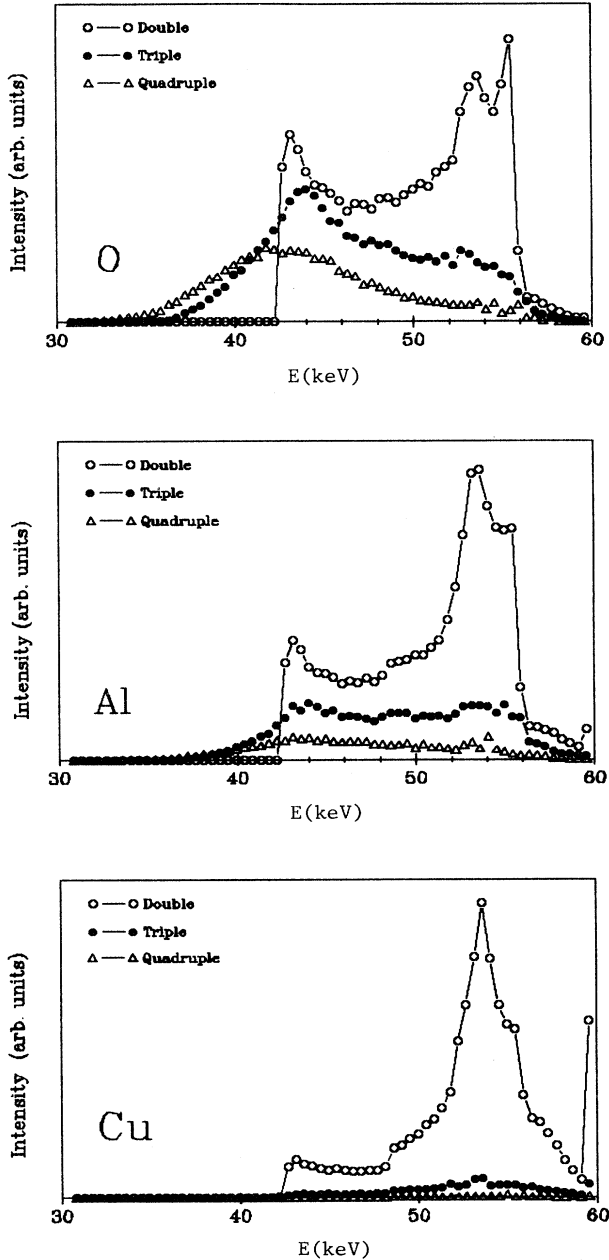 Double
Triple
Quadruple
Intensity (arb. units)
O
30 40 50 60
E(keV)
Double
Triple
Quadruple
Intensity (arb. units)
Al
30 40 50 60
E(keV)
Double
Triple
Quadruple
Intensity (arb. units)
Cu
30 40 50 60
E(keV)